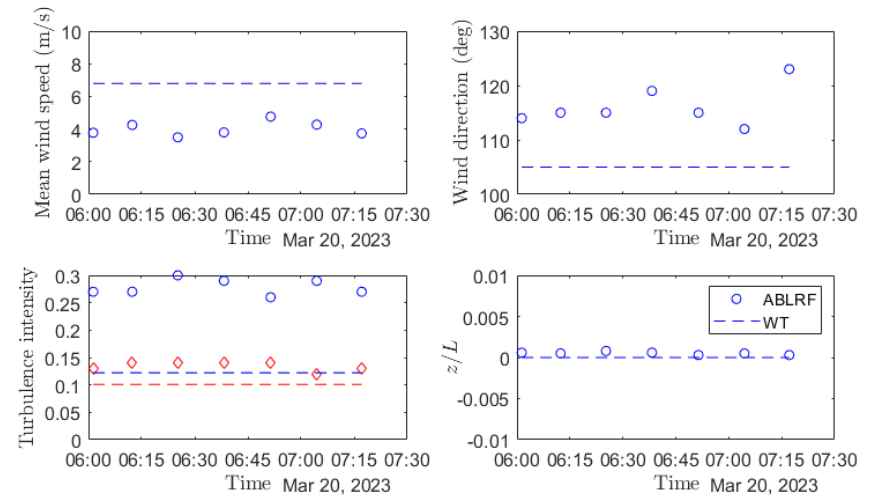 Mean wind speed (m/s)
10
8
6
4
2
0
06:00 06:15 06:30 06:45 07:00 07:15 07:30
Time Mar 20, 2023
Wind direction (deg)
130
120
110
100
06:00 06:15 06:30 06:45 07:00 07:15 07:30
Time Mar 20, 2023
Turbulence intensity
0.3
0.25
0.2
0.15
0.1
0.05
0
06:00 06:15 06:30 06:45 07:00 07:15 07:30
Time Mar 20, 2023
z/L
0.01
0.005
0
-0.005
-0.01
ABLRF
WT
06:00 06:15 06:30 06:45 07:00 07:15 07:30
Time Mar 20, 2023